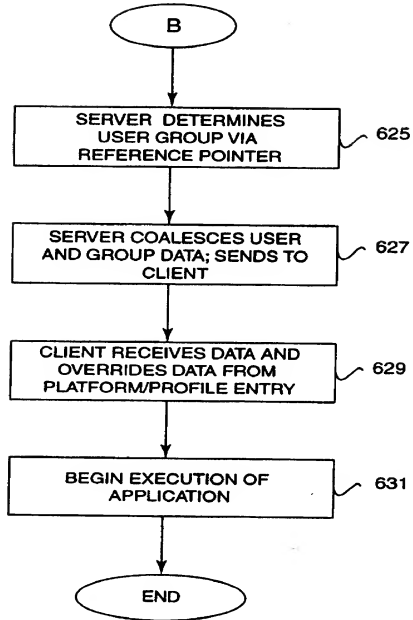 B
SERVER DETERMINES
USER GROUP VIA
REFERENCE POINTER
625
SERVER COALESCES USER
AND GROUP DATA; SENDS TO
CLIENT
627
CLIENT RECEIVES DATA AND
OVERRIDES DATA FROM
PLATFORM/PROFILE ENTRY
629
BEGIN EXECUTION OF
APPLICATION
631
END